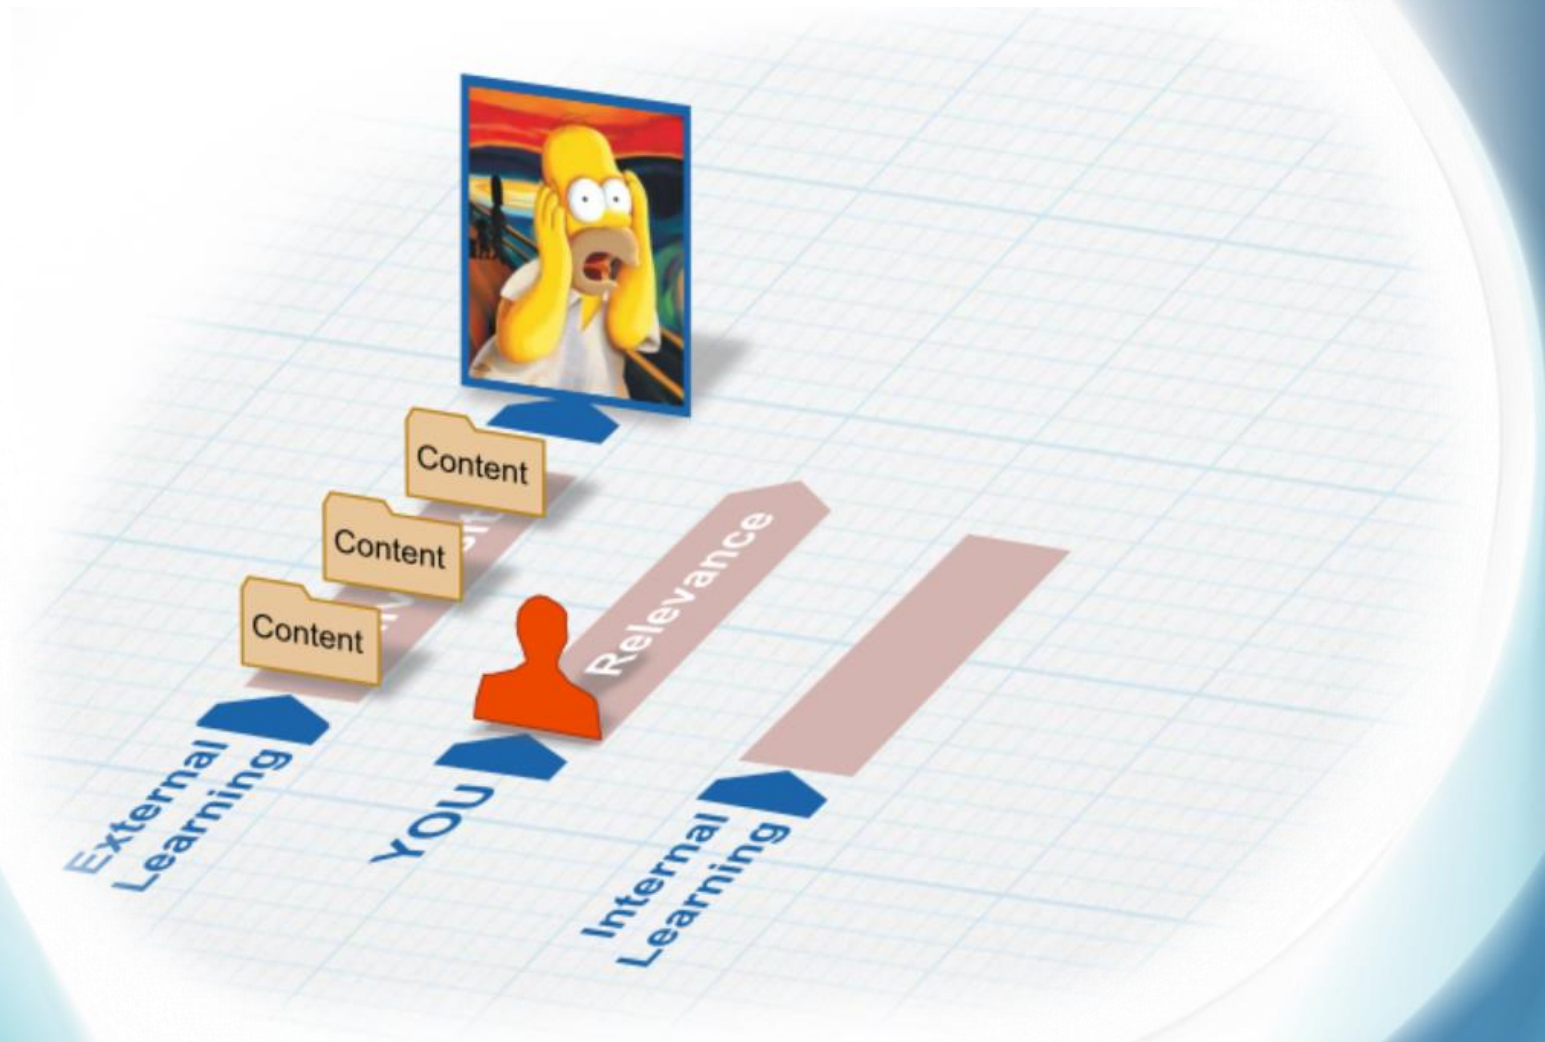 Content
Content
Content
Relevance
External
Learning
YOU
Internal
Learning